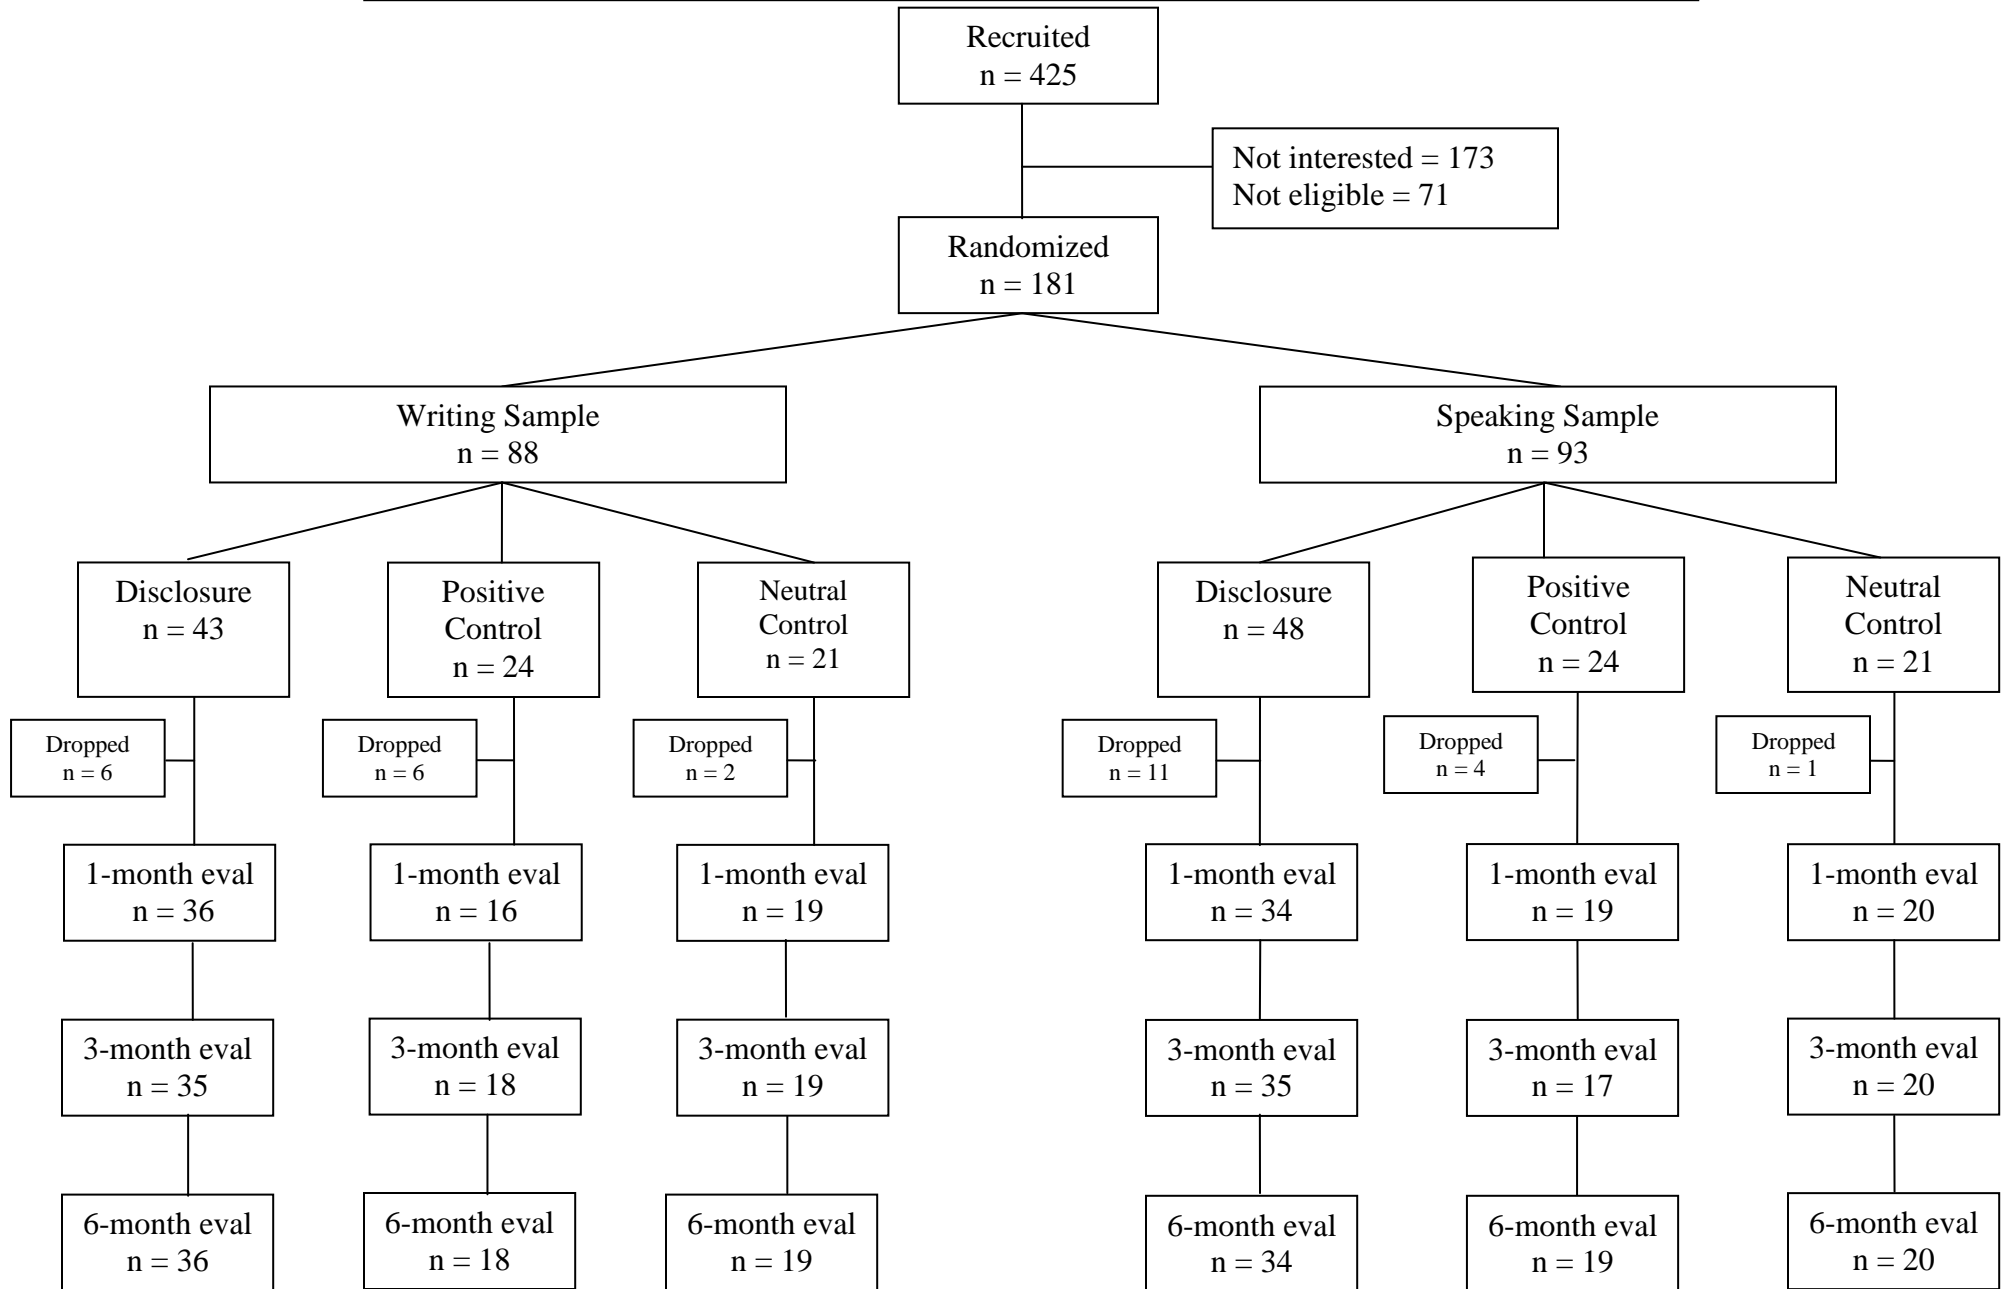 Recruited
n = 425
Not interested = 173
Not eligible = 71
Randomized
n = 181
Writing Sample
n = 88
Speaking Sample
n = 93
Disclosure
n = 43
Positive
Control
n = 24
Neutral
Control
n = 21
Disclosure
n = 48
Positive
Control
n = 24
Neutral
Control
n = 21
Dropped
n = 6
Dropped
n = 6
Dropped
n = 2
Dropped
n = 11
Dropped
n = 4
Dropped
n = 1
1-month eval
n = 36
1-month eval
n = 16
1-month eval
n = 19
1-month eval
n = 34
1-month eval
n = 19
1-month eval
n = 20
3-month eval
n = 35
3-month eval
n = 18
3-month eval
n = 19
3-month eval
n = 35
3-month eval
n = 17
3-month eval
n = 20
6-month eval
n = 36
6-month eval
n = 18
6-month eval
n = 19
6-month eval
n = 34
6-month eval
n = 19
6-month eval
n = 20